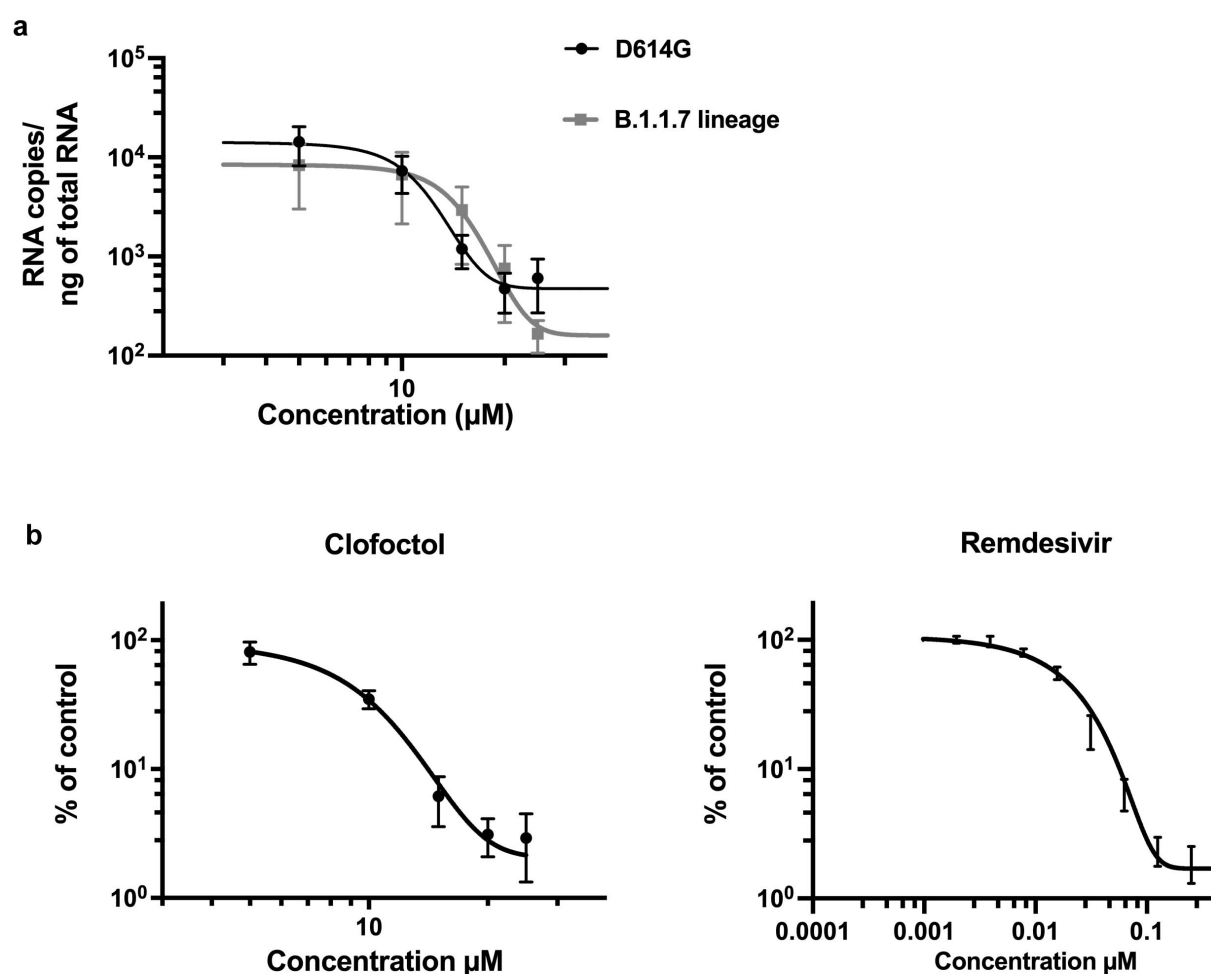 a
D614G
B.1.1.7 lineage
RNA copies/
ng of total RNA
10⁵
10⁴
10³
10²
10
Concentration (µM)
b
Clofoctol
% of control
10²
10¹
10⁰
10
Concentration µM
Remdesivir
% of control
10²
10¹
10⁰
0.0001 0.001 0.01 0.1
Concentration µM